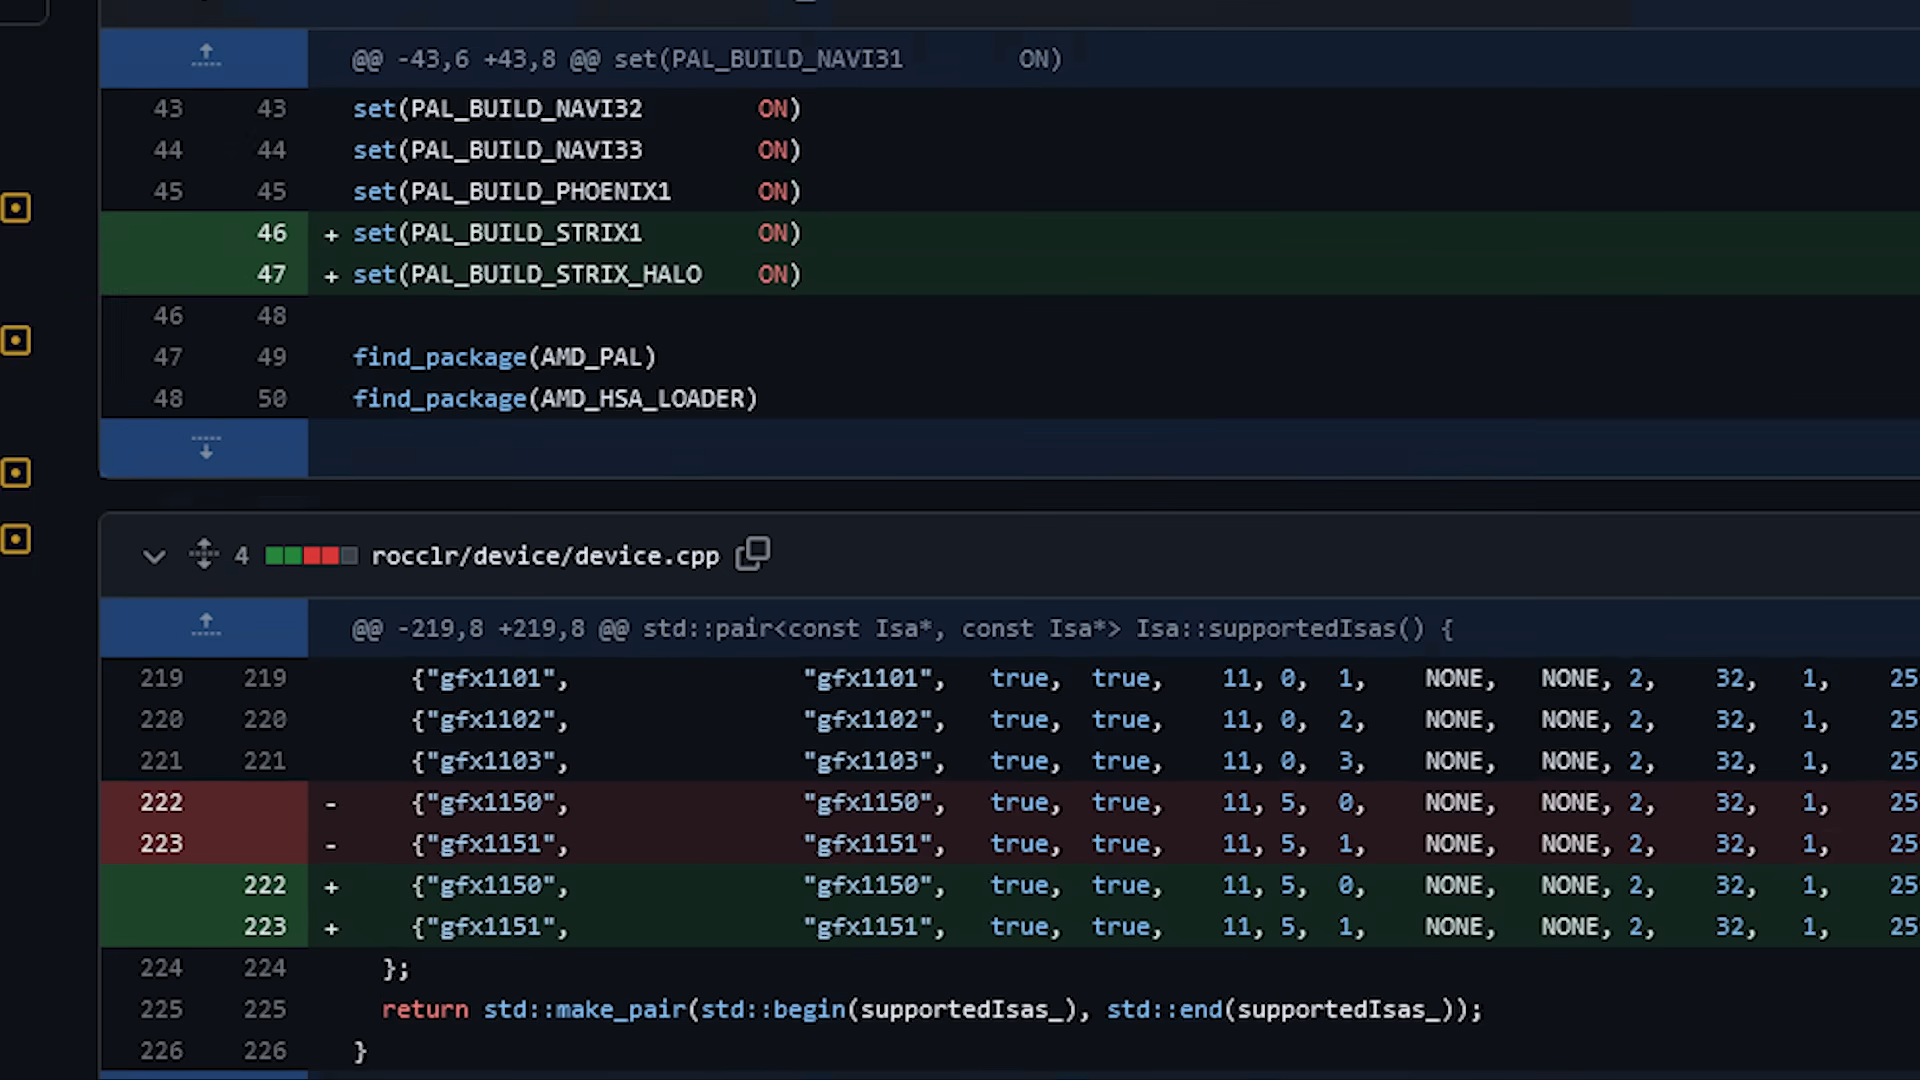 @@ -43,6 +43,8 @@ set(PAL_BUILD_NAVI31 ON)
43 43 set(PAL_BUILD_NAVI32 ON)
44 44 set(PAL_BUILD_NAVI33 ON)
45 45 set(PAL_BUILD_PHOENIX1 ON)
46 + set(PAL_BUILD_STRIX1 ON)
47 + set(PAL_BUILD_STRIX_HALO ON)
46 48
47 49 find_package(AMD_PAL)
48 50 find_package(AMD_HSA_LOADER)
4 rocclr/device/device.cpp
@@ -219,8 +219,8 @@ std::pair<const Isa*, const Isa*> Isa::supportedIsas() {
219 219 {"gfx1101", "gfx1101", true, true, 11, 0, 1, NONE, NONE, 2, 32, 1, 25
220 220 {"gfx1102", "gfx1102", true, true, 11, 0, 2, NONE, NONE, 2, 32, 1, 25
221 221 {"gfx1103", "gfx1103", true, true, 11, 0, 3, NONE, NONE, 2, 32, 1, 25
222 - {"gfx1150", "gfx1150", true, true, 11, 5, 0, NONE, NONE, 2, 32, 1, 25
223 - {"gfx1151", "gfx1151", true, true, 11, 5, 1, NONE, NONE, 2, 32, 1, 25
222 + {"gfx1150", "gfx1150", true, true, 11, 5, 0, NONE, NONE, 2, 32, 1, 25
223 + {"gfx1151", "gfx1151", true, true, 11, 5, 1, NONE, NONE, 2, 32, 1, 25
224 224 };
225 225 return std::make_pair(std::begin(supportedIsas_), std::end(supportedIsas_));
226 226 }